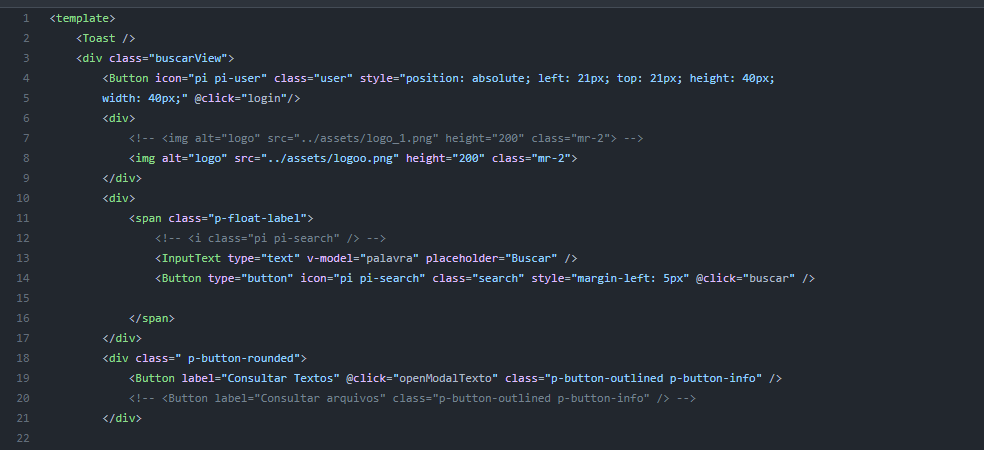 1 <template>
2 <Toast />
3 <div class="buscarView">
4 <Button icon="pi pi-user" class="user" style="position: absolute; left: 21px; top: 21px; height: 40px;
5 width: 40px;" @click="login"/>
6 <div>
7 <!-- <img alt="logo" src="../assets/logo_1.png" height="200" class="mr-2"> -->
8 <img alt="logo" src="../assets/logoo.png" height="200" class="mr-2">
9 </div>
10 <div>
11 <span class="p-float-label">
12 <!-- <i class="pi pi-search" /> -->
13 <InputText type="text" v-model="palavra" placeholder="Buscar" />
14 <Button type="button" icon="pi pi-search" class="search" style="margin-left: 5px" @click="buscar" />
15
16 </span>
17 </div>
18 <div class=" p-button-rounded">
19 <Button label="Consultar Textos" @click="openModalTexto" class="p-button-outlined p-button-info" />
20 <!-- <Button label="Consultar arquivos" class="p-button-outlined p-button-info" /> -->
21 </div>
22